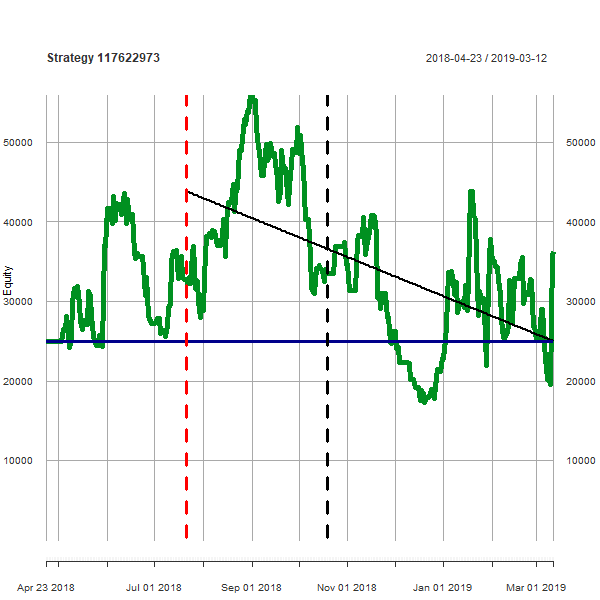 Strategy 117622973
2018-04-23 / 2019-03-12
50000
50000
40000
40000
Equity
30000
30000
20000
20000
10000
10000
Apr 23 2018
Jul 01 2018
Sep 01 2018
Nov 01 2018
Jan 01 2019
Mar 01 2019